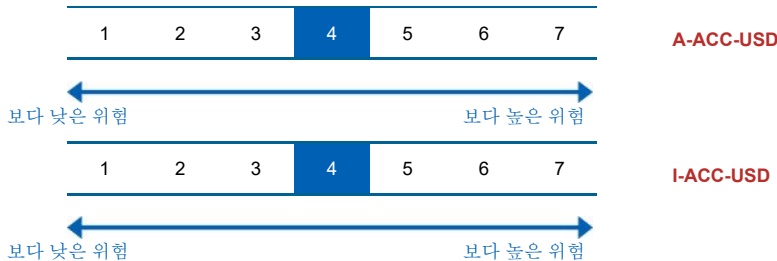 1 2 3 4 5 6 7 A-ACC-USD
보다 낮은 위험 보다 높은 위험
1 2 3 4 5 6 7 I-ACC-USD
보다 낮은 위험 보다 높은 위험